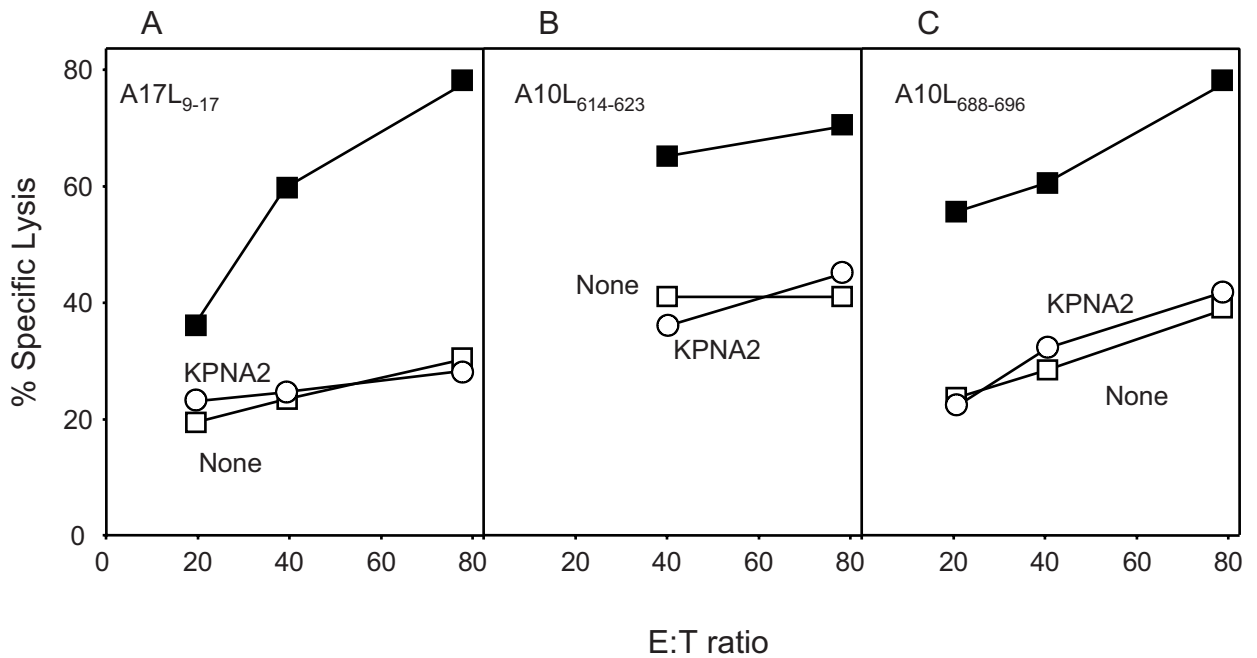 A B C
% Specific Lysis
80
60
40
20
0
A17L9-17
KPNA2
None
A10L614-623
None
KPNA2
A10L688-696
KPNA2
None
0 20 40 60 80 20 40 60 80 20 40 60 80
E:T ratio